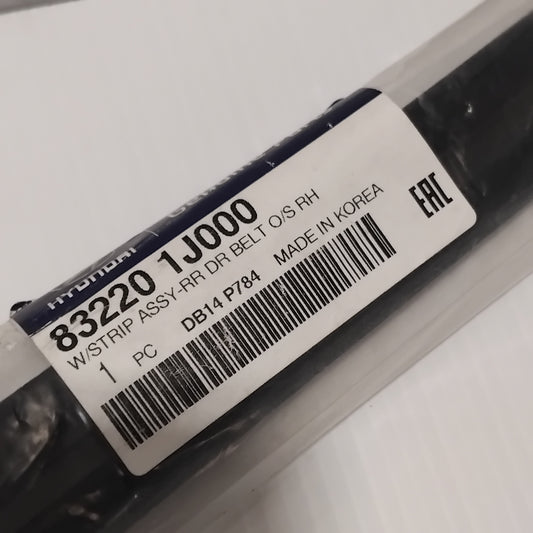 HYUNDAI
83220 1J000
W/STRIP ASSY-RR DR BELT O/S RH
1 PC DB14 P784 MADE IN KOREA
EAC